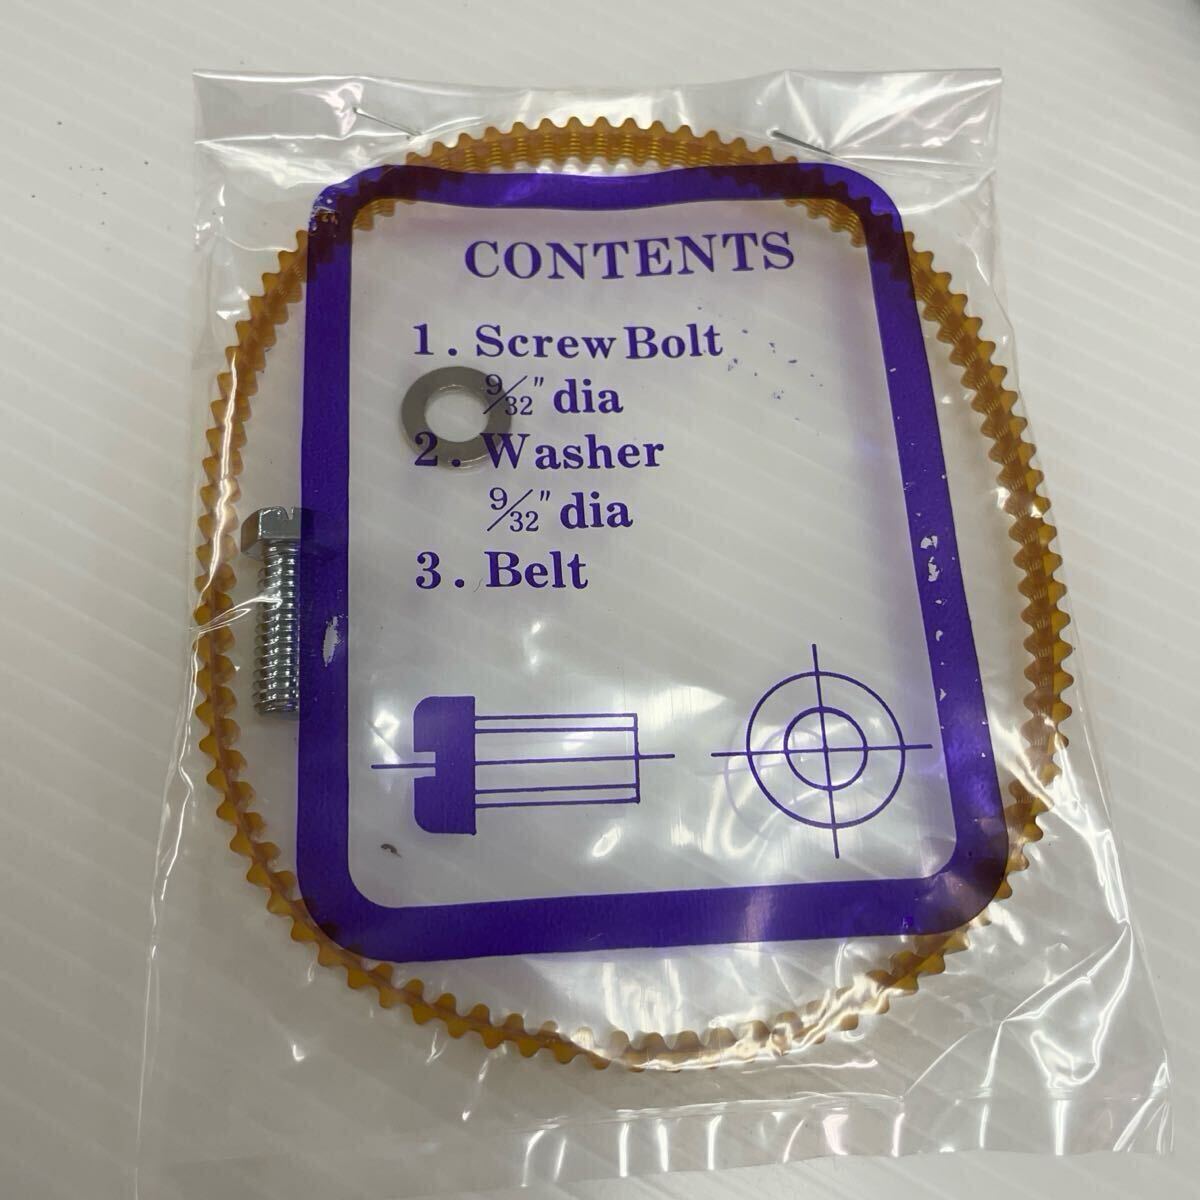 CONTENTS
1. Screw Bolt
9/32" dia
2. Washer
9/32" dia
3. Belt